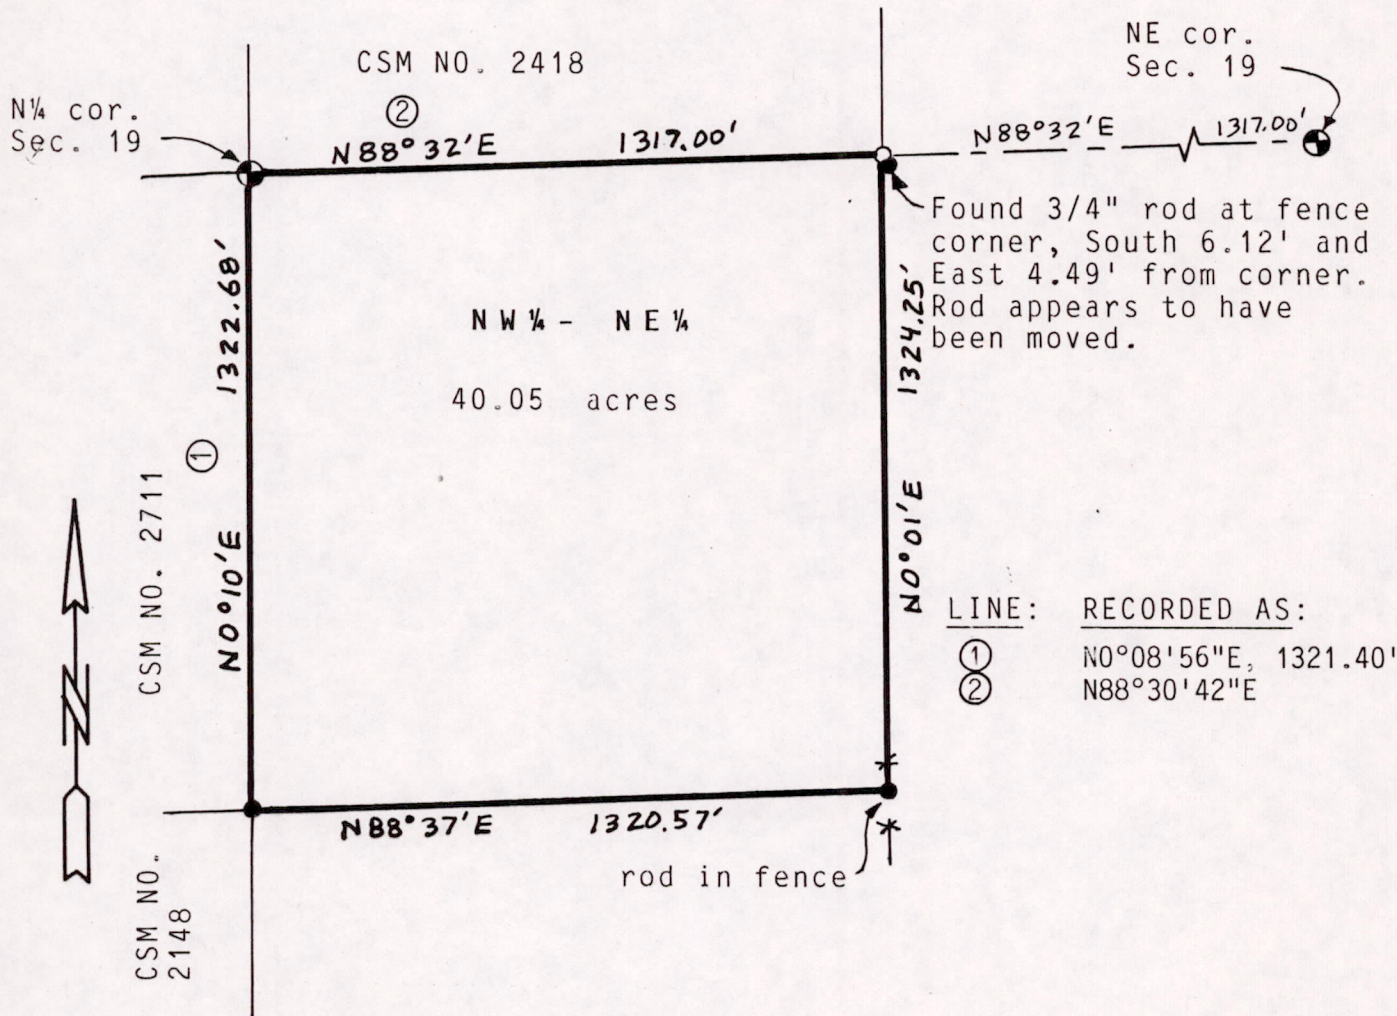 CSM NO. 2418
NE cor.
Sec. 19
N¼ cor.
Sec. 19
②
N88°32'E 1317.00'
N88°32'E 1317.00'
Found 3/4" rod at fence
corner, South 6.12' and
East 4.49' from corner.
Rod appears to have
been moved.
1322.68'
1324.25'
NW¼ - NE¼
40.05 acres
①
CSM NO. 2711
N0°10'E
N0°01'E
N
LINE: RECORDED AS:
① N0°08'56"E, 1321.40'
② N88°30'42"E
N88°37'E 1320.57'
rod in fence
CSM NO.
2148